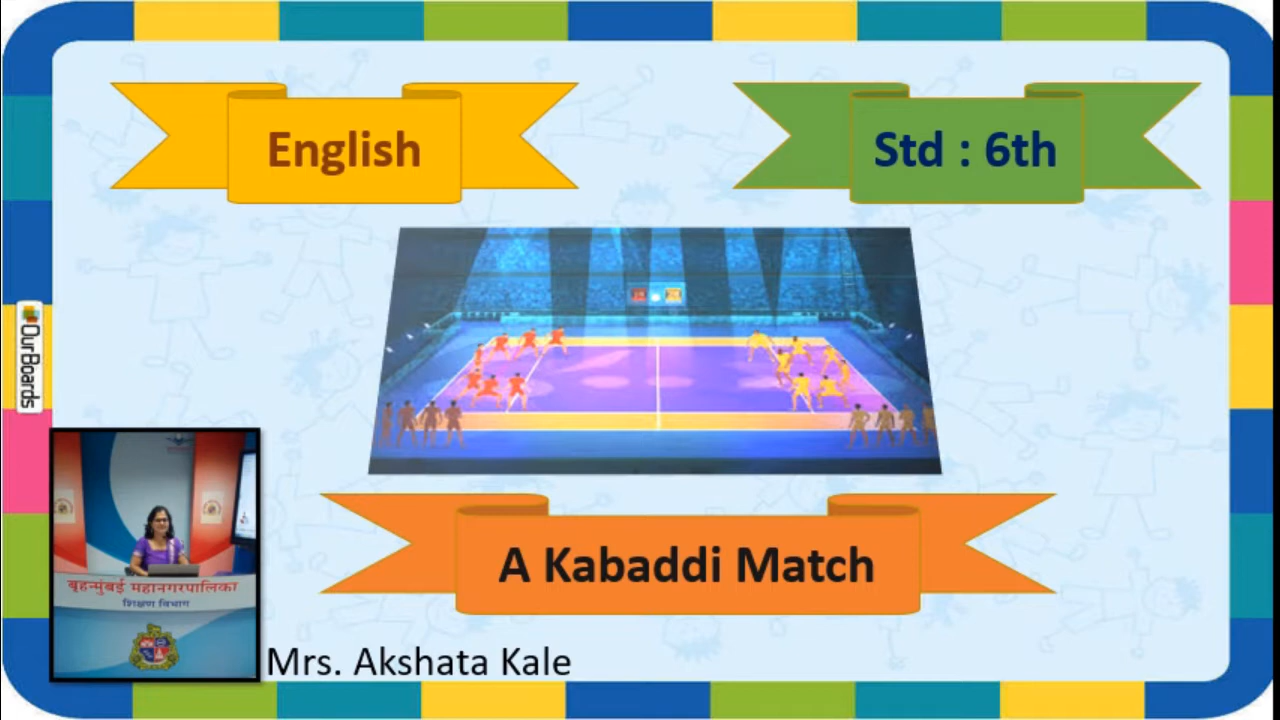 English
Std : 6th
OurBoards
A Kabaddi Match
बृहन्मुंबई महानगरपालिका
शिक्षण विभाग
Mrs. Akshata Kale